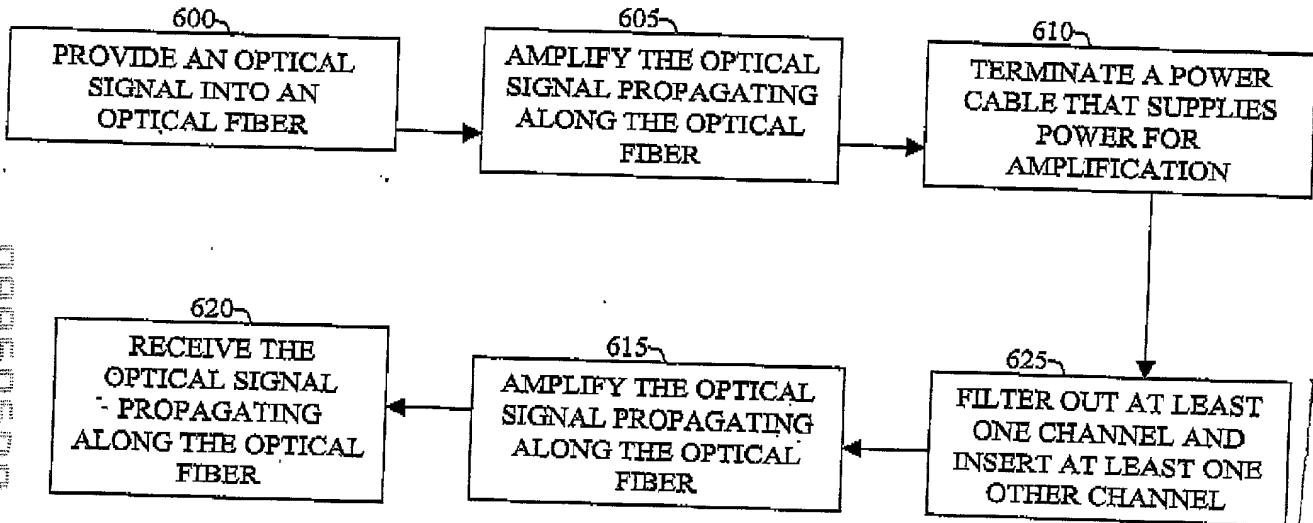 600
PROVIDE AN OPTICAL
SIGNAL INTO AN
OPTICAL FIBER
605
AMPLIFY THE OPTICAL
SIGNAL PROPAGATING
ALONG THE OPTICAL
FIBER
610
TERMINATE A POWER
CABLE THAT SUPPLIES
POWER FOR
AMPLIFICATION
625
FILTER OUT AT LEAST
ONE CHANNEL AND
INSERT AT LEAST ONE
OTHER CHANNEL
615
AMPLIFY THE OPTICAL
SIGNAL PROPAGATING
ALONG THE OPTICAL
FIBER
620
RECEIVE THE
OPTICAL SIGNAL
PROPAGATING
ALONG THE OPTICAL
FIBER